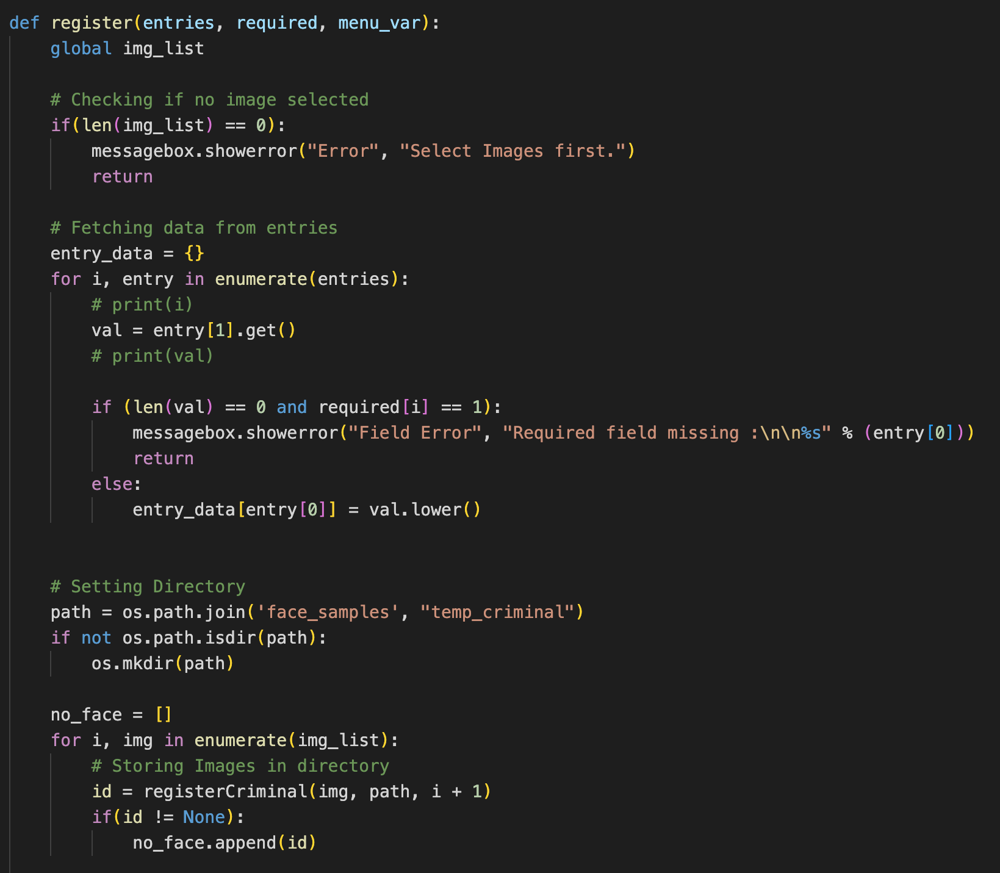 def register(entries, required, menu_var):
    global img_list

    # Checking if no image selected
    if(len(img_list) == 0):
        messagebox.showerror("Error", "Select Images first.")
        return

    # Fetching data from entries
    entry_data = {}
    for i, entry in enumerate(entries):
        # print(i)
        val = entry[1].get()
        # print(val)

        if (len(val) == 0 and required[i] == 1):
            messagebox.showerror("Field Error", "Required field missing :\n\n%s" % (entry[0]))
            return
        else:
            entry_data[entry[0]] = val.lower()


    # Setting Directory
    path = os.path.join('face_samples', "temp_criminal")
    if not os.path.isdir(path):
        os.mkdir(path)

    no_face = []
    for i, img in enumerate(img_list):
        # Storing Images in directory
        id = registerCriminal(img, path, i + 1)
        if(id != None):
            no_face.append(id)